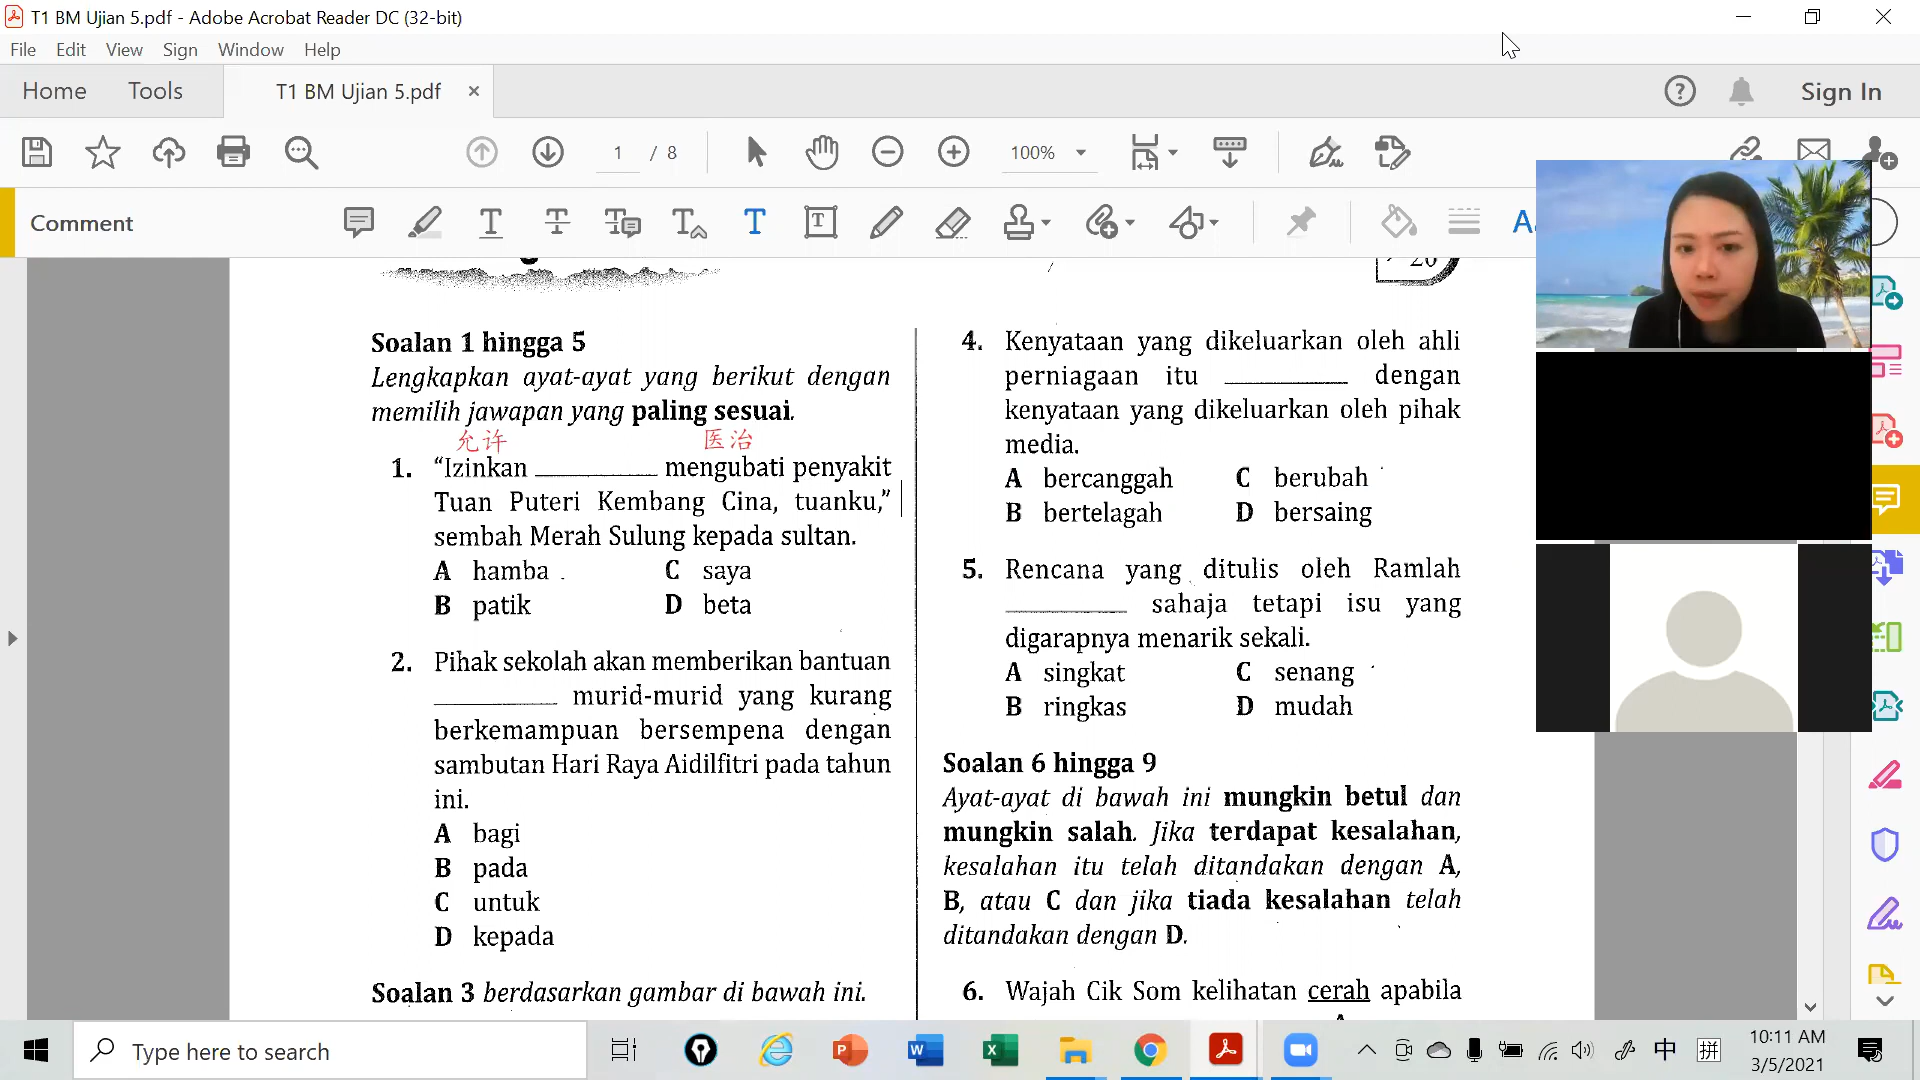 T1 BM Ujian 5.pdf - Adobe Acrobat Reader DC (32-bit)
File Edit View Sign Window Help
Home Tools T1 BM Ujian 5.pdf × Sign In
1 / 8 100%
Comment
Soalan 1 hingga 5
Lengkapkan ayat-ayat yang berikut dengan
memilih jawapan yang paling sesuai.
允许 医治
1. “Izinkan __________ mengubati penyakit
Tuan Puteri Kembang Cina, tuanku,”
sembah Merah Sulung kepada sultan.
A hamba C saya
B patik D beta
2. Pihak sekolah akan memberikan bantuan
__________ murid-murid yang kurang
berkemampuan bersempena dengan
sambutan Hari Raya Aidilfitri pada tahun
ini.
A bagi
B pada
C untuk
D kepada
Soalan 3 berdasarkan gambar di bawah ini.
4. Kenyataan yang dikeluarkan oleh ahli
perniagaan itu __________ dengan
kenyataan yang dikeluarkan oleh pihak
media.
A bercanggah C berubah
B bertelagah D bersaing
5. Rencana yang ditulis oleh Ramlah
__________ sahaja tetapi isu yang
digarapnya menarik sekali.
A singkat C senang
B ringkas D mudah
Soalan 6 hingga 9
Ayat-ayat di bawah ini mungkin betul dan
mungkin salah. Jika terdapat kesalahan,
kesalahan itu telah ditandakan dengan A,
B, atau C dan jika tiada kesalahan telah
ditandakan dengan D.
6. Wajah Cik Som kelihatan cerah apabila
Type here to search
中 拼
10:11 AM
3/5/2021